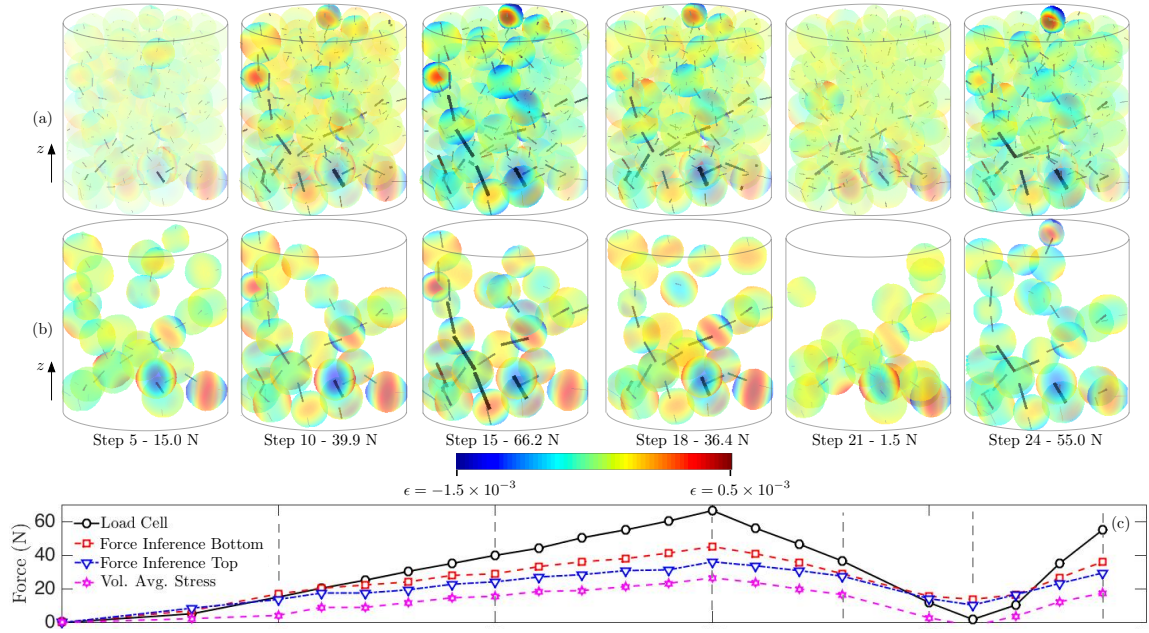 (a)
z
(b)
z
Step 5 - 15.0 N
Step 10 - 39.9 N
Step 15 - 66.2 N
Step 18 - 36.4 N
Step 21 - 1.5 N
Step 24 - 55.0 N
ϵ = −1.5 × 10⁻³
ϵ = 0.5 × 10⁻³
(c)
Force (N)
60
40
20
0
Load Cell
Force Inference Bottom
Force Inference Top
Vol. Avg. Stress